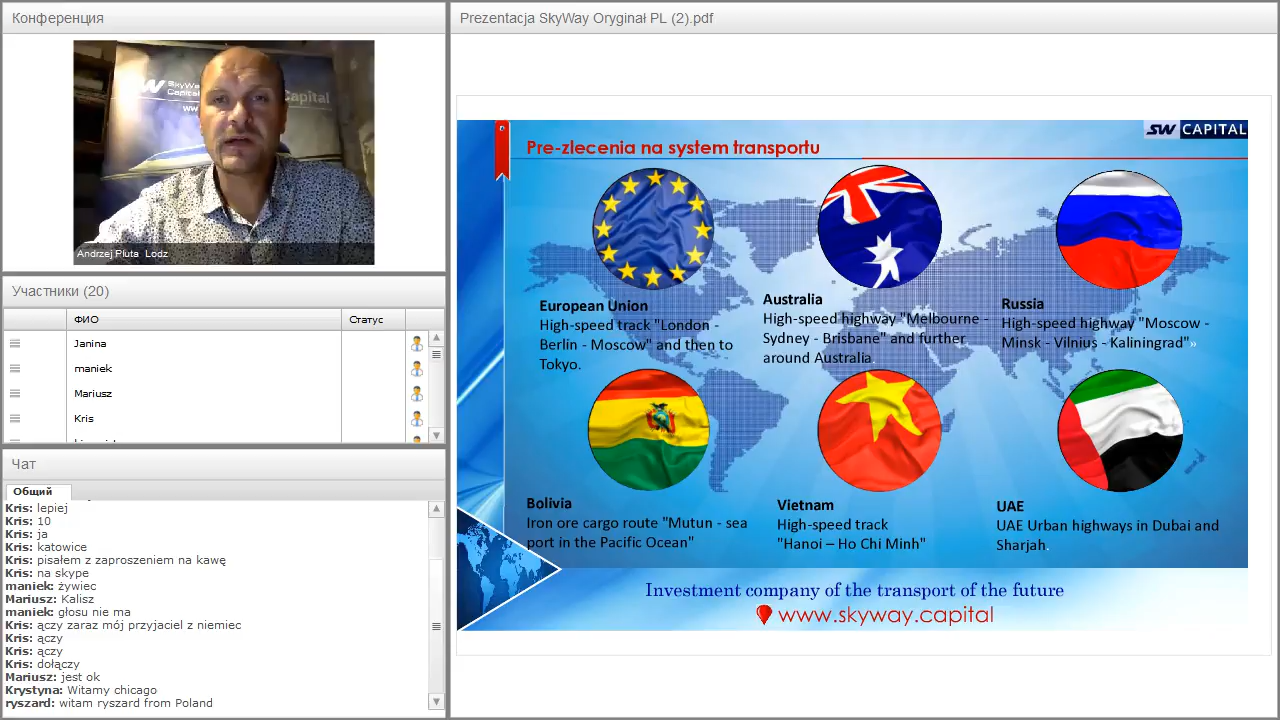 Конференция
SkyWay
Capital
Capital
Andrzej Pluta Lodz
Участники (20)
ФИО
Статус
Janina
maniek
Mariusz
Kris
Чат
Общий
Kris: lepiej
Kris: 10
Kris: ja
Kris: katowice
Kris: pisałem z zaproszeniem na kawę
Kris: na skype
maniek: żywiec
Mariusz: Kalisz
maniek: głosu nie ma
Kris: ączy zaraz mój przyjaciel z niemiec
Kris: ączy
Kris: ączy
Kris: dołączy
Mariusz: jest ok
Krystyna: Witamy chicago
ryszard: witam ryszard from Poland
Prezentacja SkyWay Oryginał PL (2).pdf
SW CAPITAL
Pre-zlecenia na system transportu
European Union
High-speed track "London -
Berlin - Moscow" and then to
Tokyo.
Australia
High-speed highway "Melbourne -
Sydney - Brisbane" and further
around Australia
Russia
High-speed highway "Moscow -
Minsk - Vilnius - Kaliningrad"»
Bolivia
Iron ore cargo route "Mutun - sea
port in the Pacific Ocean"
Vietnam
High-speed track
"Hanoi – Ho Chi Minh"
UAE
UAE Urban highways in Dubai and
Sharjah.
Investment company of the transport of the future
www.skyway.capital